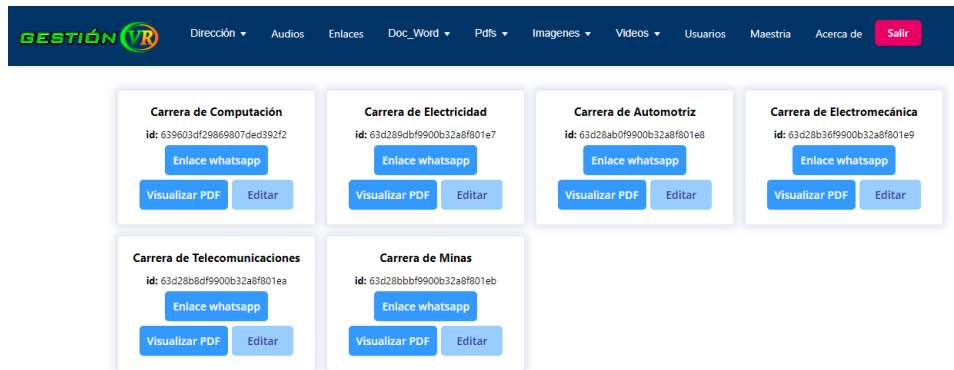 GESTIÓN VR
Dirección Audios Enlaces Doc_Word Pdfs Imagenes Videos Usuarios Maestria Acerca de Salir
Carrera de Computación
id: 639603df29869807ded392f2
Enlace whatsapp
Visualizar PDF Editar
Carrera de Electricidad
id: 63d289dbf9900b32a8f801e7
Enlace whatsapp
Visualizar PDF Editar
Carrera de Automotriz
id: 63d28ab0f9900b32a8f801e8
Enlace whatsapp
Visualizar PDF Editar
Carrera de Electromecánica
id: 63d28b36f9900b32a8f801e9
Enlace whatsapp
Visualizar PDF Editar
Carrera de Telecomunicaciones
id: 63d28b8df9900b32a8f801ea
Enlace whatsapp
Visualizar PDF Editar
Carrera de Minas
id: 63d28bbbf9900b32a8f801eb
Enlace whatsapp
Visualizar PDF Editar